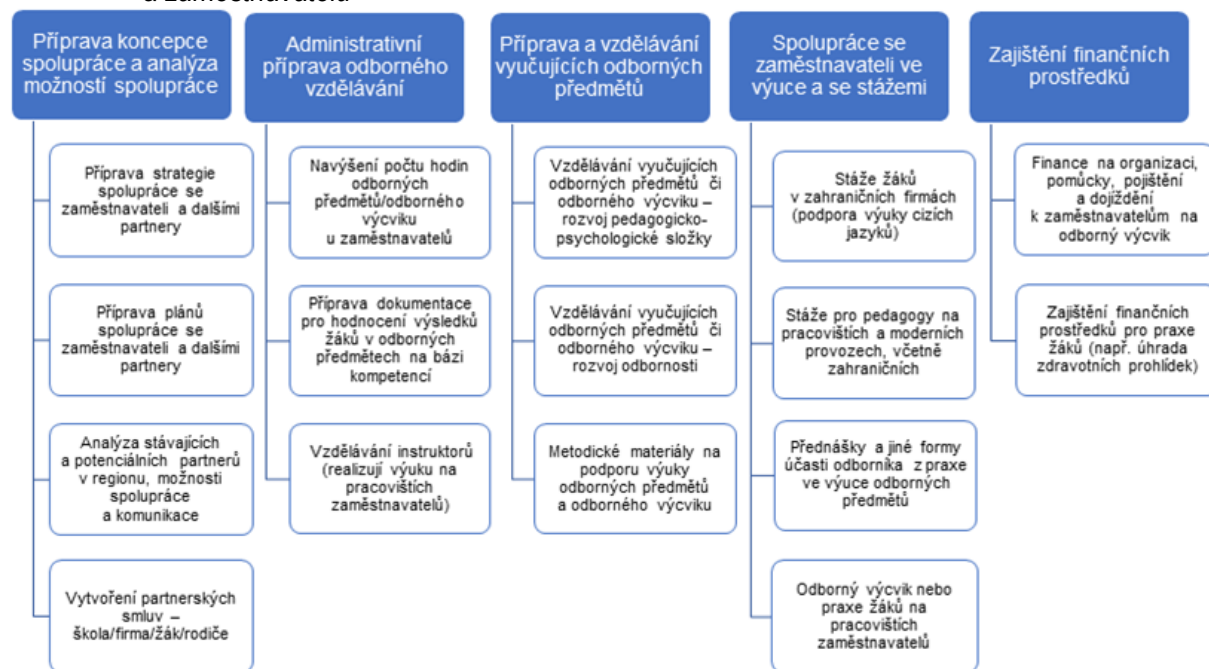 a zaměstnavatelů
Příprava koncepce
spolupráce a analýza
možností spolupráce
Příprava strategie
spolupráce se
zaměstnavateli a dalšími
partnery
Příprava plánů
spolupráce se
zaměstnavateli a dalšími
partnery
Analýza stávajících
a potenciálních partnerů
v regionu, možnosti
spolupráce
a komunikace
Vytvoření partnerských
smluv –
škola/firma/žák/rodiče
Administrativní
příprava odborného
vzdělávání
Navýšení počtu hodin
odborných
předmětů/odborného
výcviku
u zaměstnavatelů
Příprava dokumentace
pro hodnocení výsledků
žáků v odborných
předmětech na bázi
kompetencí
Vzdělávání instruktorů
(realizují výuku na
pracovištích
zaměstnavatelů)
Příprava a vzdělávání
vyučujících odborných
předmětů
Vzdělávání vyučujících
odborných předmětů či
odborného výcviku –
rozvoj pedagogicko-
psychologické složky
Vzdělávání vyučujících
odborných předmětů či
odborného výcviku –
rozvoj odbornosti
Metodické materiály na
podporu výuky
odborných předmětů
a odborného výcviku
Spolupráce se
zaměstnavateli ve
výuce a se stážemi
Stáže žáků
v zahraničních firmách
(podpora výuky cizích
jazyků)
Stáže pro pedagogy na
pracovištích a moderních
provozech, včetně
zahraničních
Přednášky a jiné formy
účasti odborníka z praxe
ve výuce odborných
předmětů
Odborný výcvik nebo
praxe žáků na
pracovištích
zaměstnavatelů
Zajištění finančních
prostředků
Finance na organizaci,
pomůcky, pojištění
a dojíždění
k zaměstnavatelům na
odborný výcvik
Zajištění finančních
prostředků pro praxe
žáků (např. úhrada
zdravotních prohlídek)